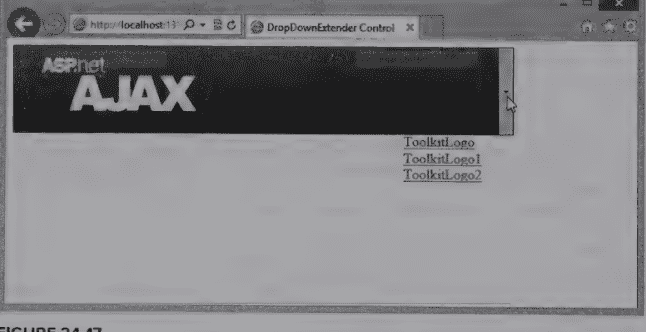 http://localhost:13
DropDownExtender Control
ASP.net
AJAX
ToolkitLogo
ToolkitLogo1
ToolkitLogo2
FIGURE 24.47